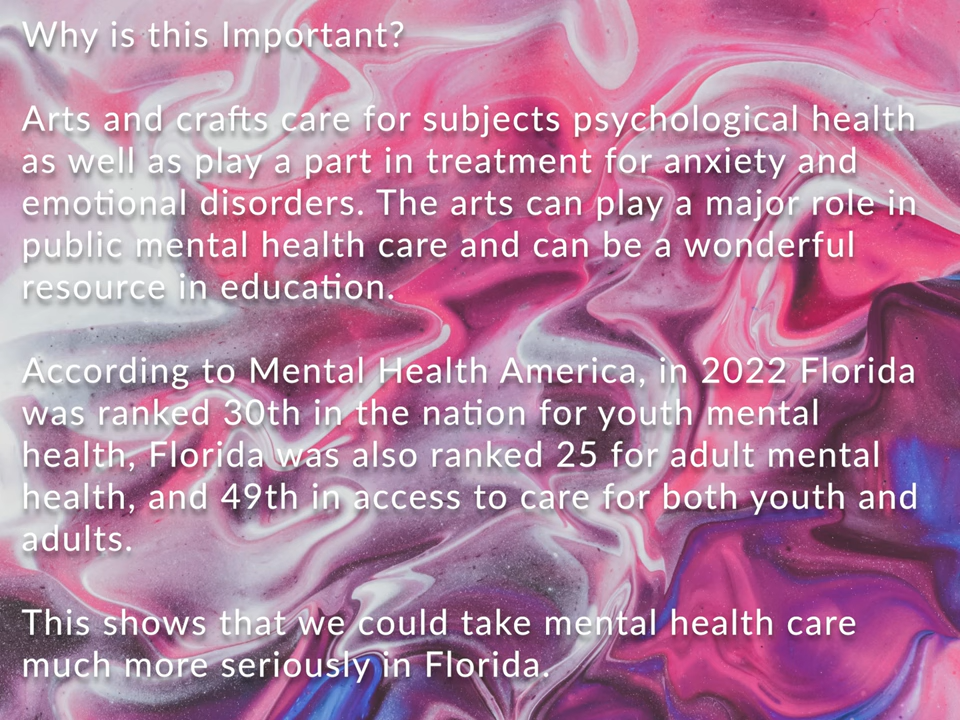 Why is this Important?
Arts and crafts care for subjects psychological health
as well as play a part in treatment for anxiety and
emotional disorders. The arts can play a major role in
public mental health care and can be a wonderful
resource in education.
According to Mental Health America, in 2022 Florida
was ranked 30th in the nation for youth mental
health, Florida was also ranked 25 for adult mental
health, and 49th in access to care for both youth and
adults.
This shows that we could take mental health care
much more seriously in Florida.